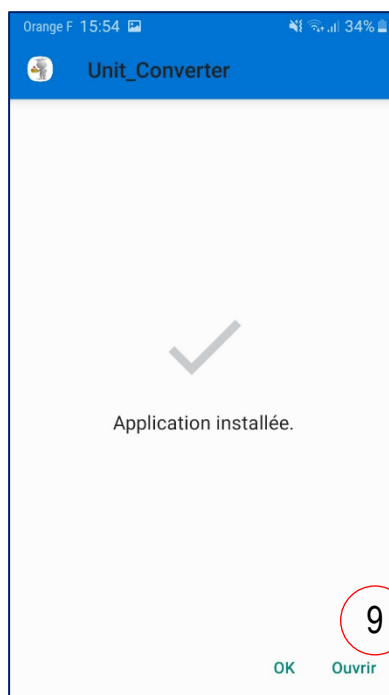 Orange F 15:54 34%
Unit_Converter
Application installée.
9
OK Ouvrir